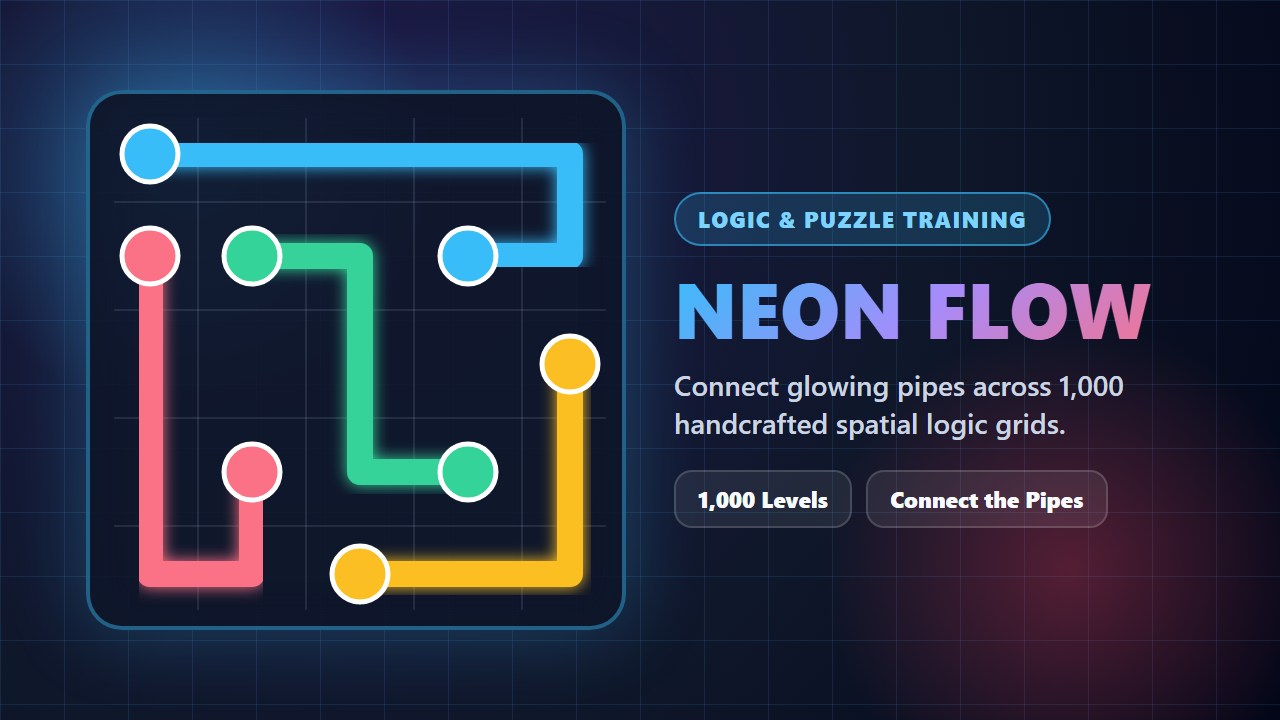 LOGIC & PUZZLE TRAINING
NEON FLOW
Connect glowing pipes across 1,000
handcrafted spatial logic grids.
1,000 Levels
Connect the Pipes